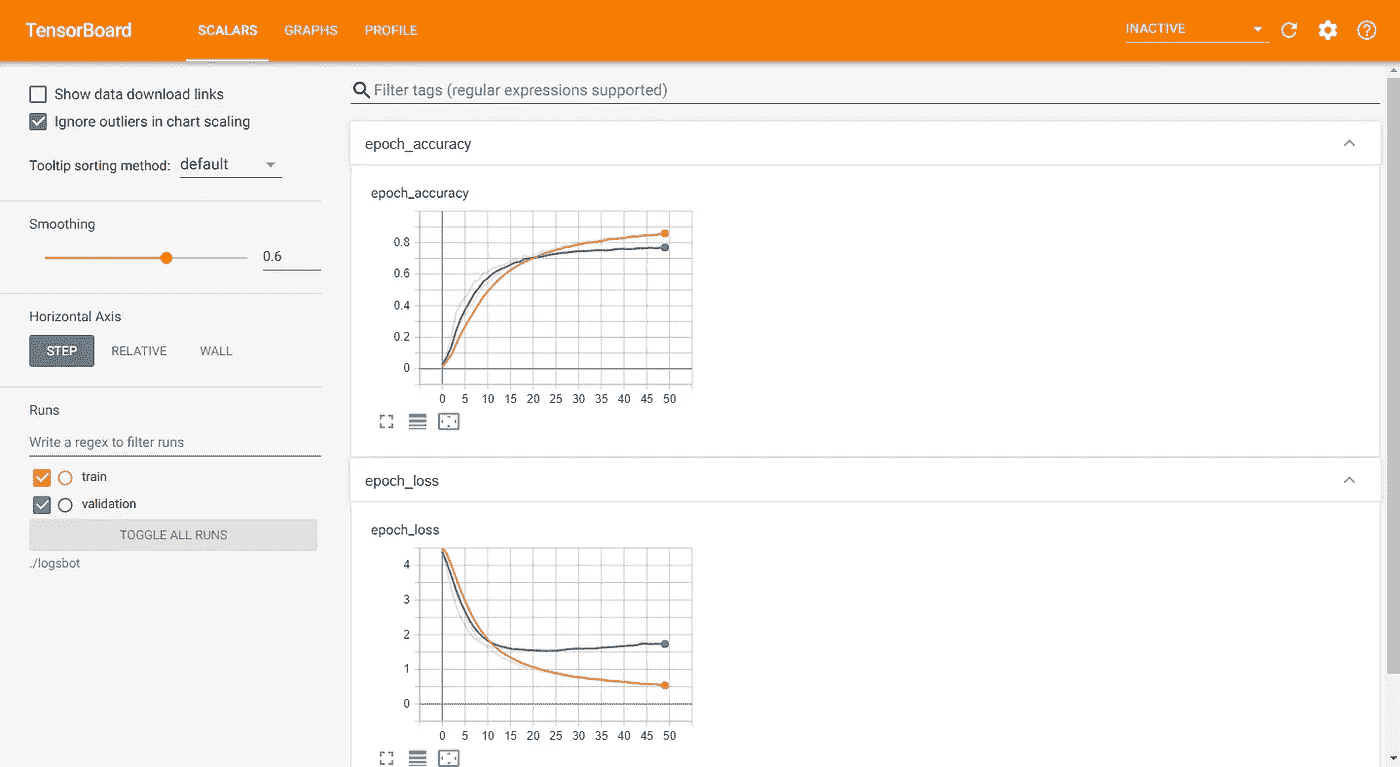 TensorBoard SCALARS GRAPHS PROFILE INACTIVE
Show data download links
Ignore outliers in chart scaling
Tooltip sorting method: default
Smoothing
0.6
Horizontal Axis
STEP RELATIVE WALL
Runs
Write a regex to filter runs
train
validation
TOGGLE ALL RUNS
./logsbot
Filter tags (regular expressions supported)
epoch_accuracy
epoch_accuracy
0.8
0.6
0.4
0.2
0
0 5 10 15 20 25 30 35 40 45 50
epoch_loss
epoch_loss
4
3
2
1
0
0 5 10 15 20 25 30 35 40 45 50